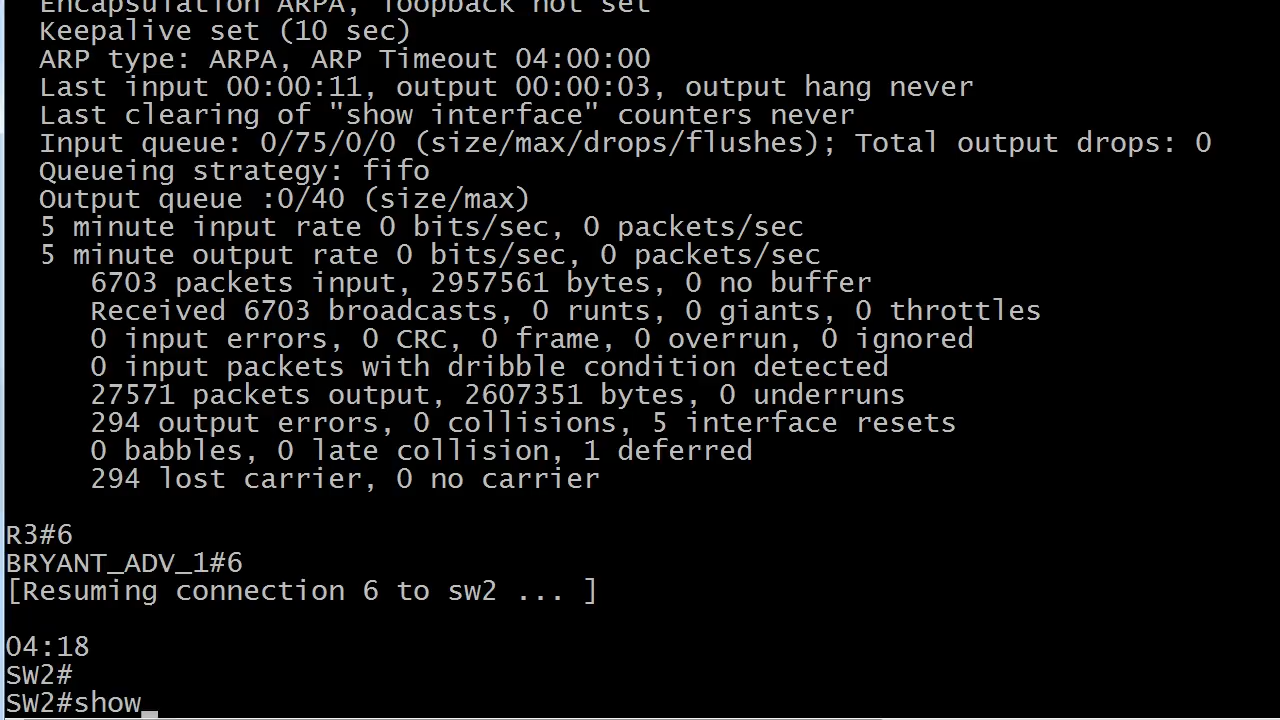 Encapsulation ARPA, loopback not set
Keepalive set (10 sec)
ARP type: ARPA, ARP Timeout 04:00:00
Last input 00:00:11, output 00:00:03, output hang never
Last clearing of "show interface" counters never
Input queue: 0/75/0/0 (size/max/drops/flushes); Total output drops: 0
Queueing strategy: fifo
Output queue :0/40 (size/max)
5 minute input rate 0 bits/sec, 0 packets/sec
5 minute output rate 0 bits/sec, 0 packets/sec
6703 packets input, 2957561 bytes, 0 no buffer
Received 6703 broadcasts, 0 runts, 0 giants, 0 throttles
0 input errors, 0 CRC, 0 frame, 0 overrun, 0 ignored
0 input packets with dribble condition detected
27571 packets output, 2607351 bytes, 0 underruns
294 output errors, 0 collisions, 5 interface resets
0 babbles, 0 late collision, 1 deferred
294 lost carrier, 0 no carrier
R3#6
BRYANT_ADV_1#6
[Resuming connection 6 to sw2 ... ]
04:18
SW2#
SW2#show_